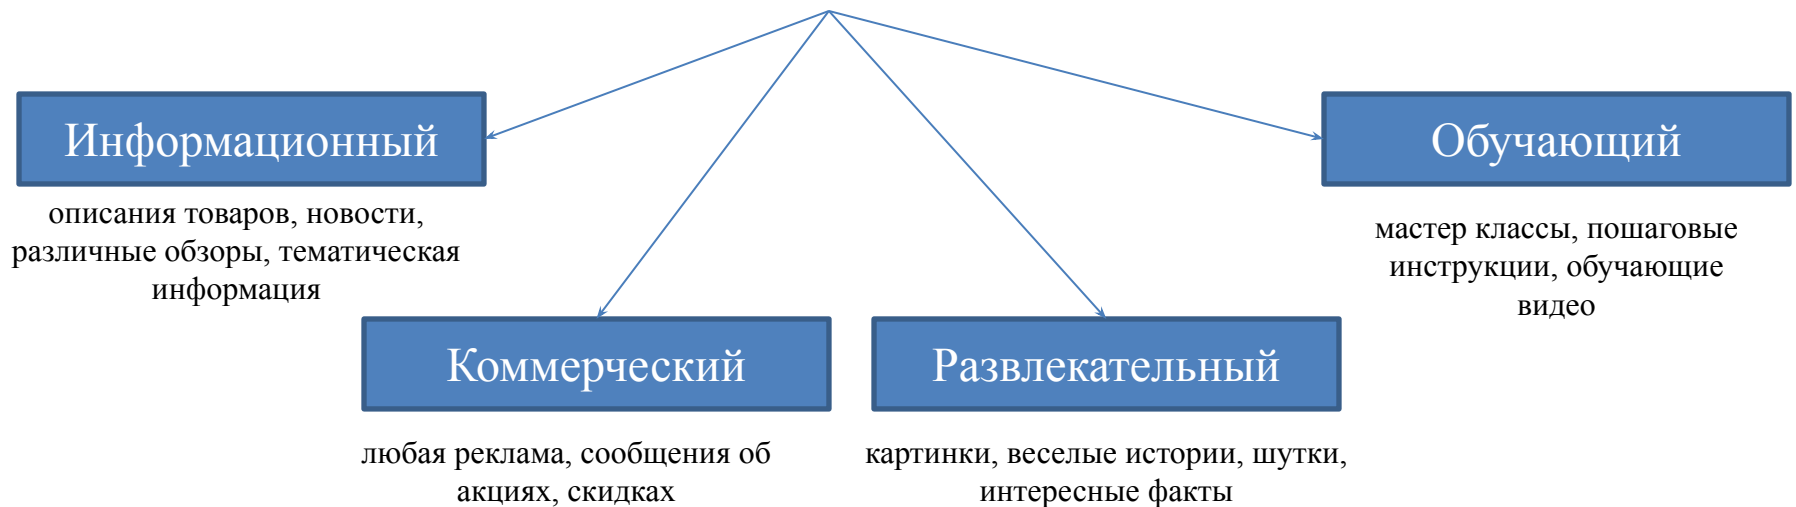 Информационный
описания товаров, новости,
различные обзоры, тематическая
информация
Коммерческий
любая реклама, сообщения об
акциях, скидках
Развлекательный
картинки, веселые истории, шутки,
интересные факты
Обучающий
мастер классы, пошаговые
инструкции, обучающие
видео